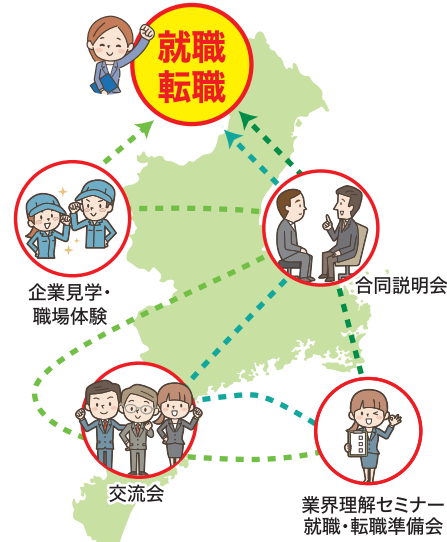 就職
転職
企業見学・
職場体験
合同説明会
交流会
業界理解セミナー
就職・転職準備会